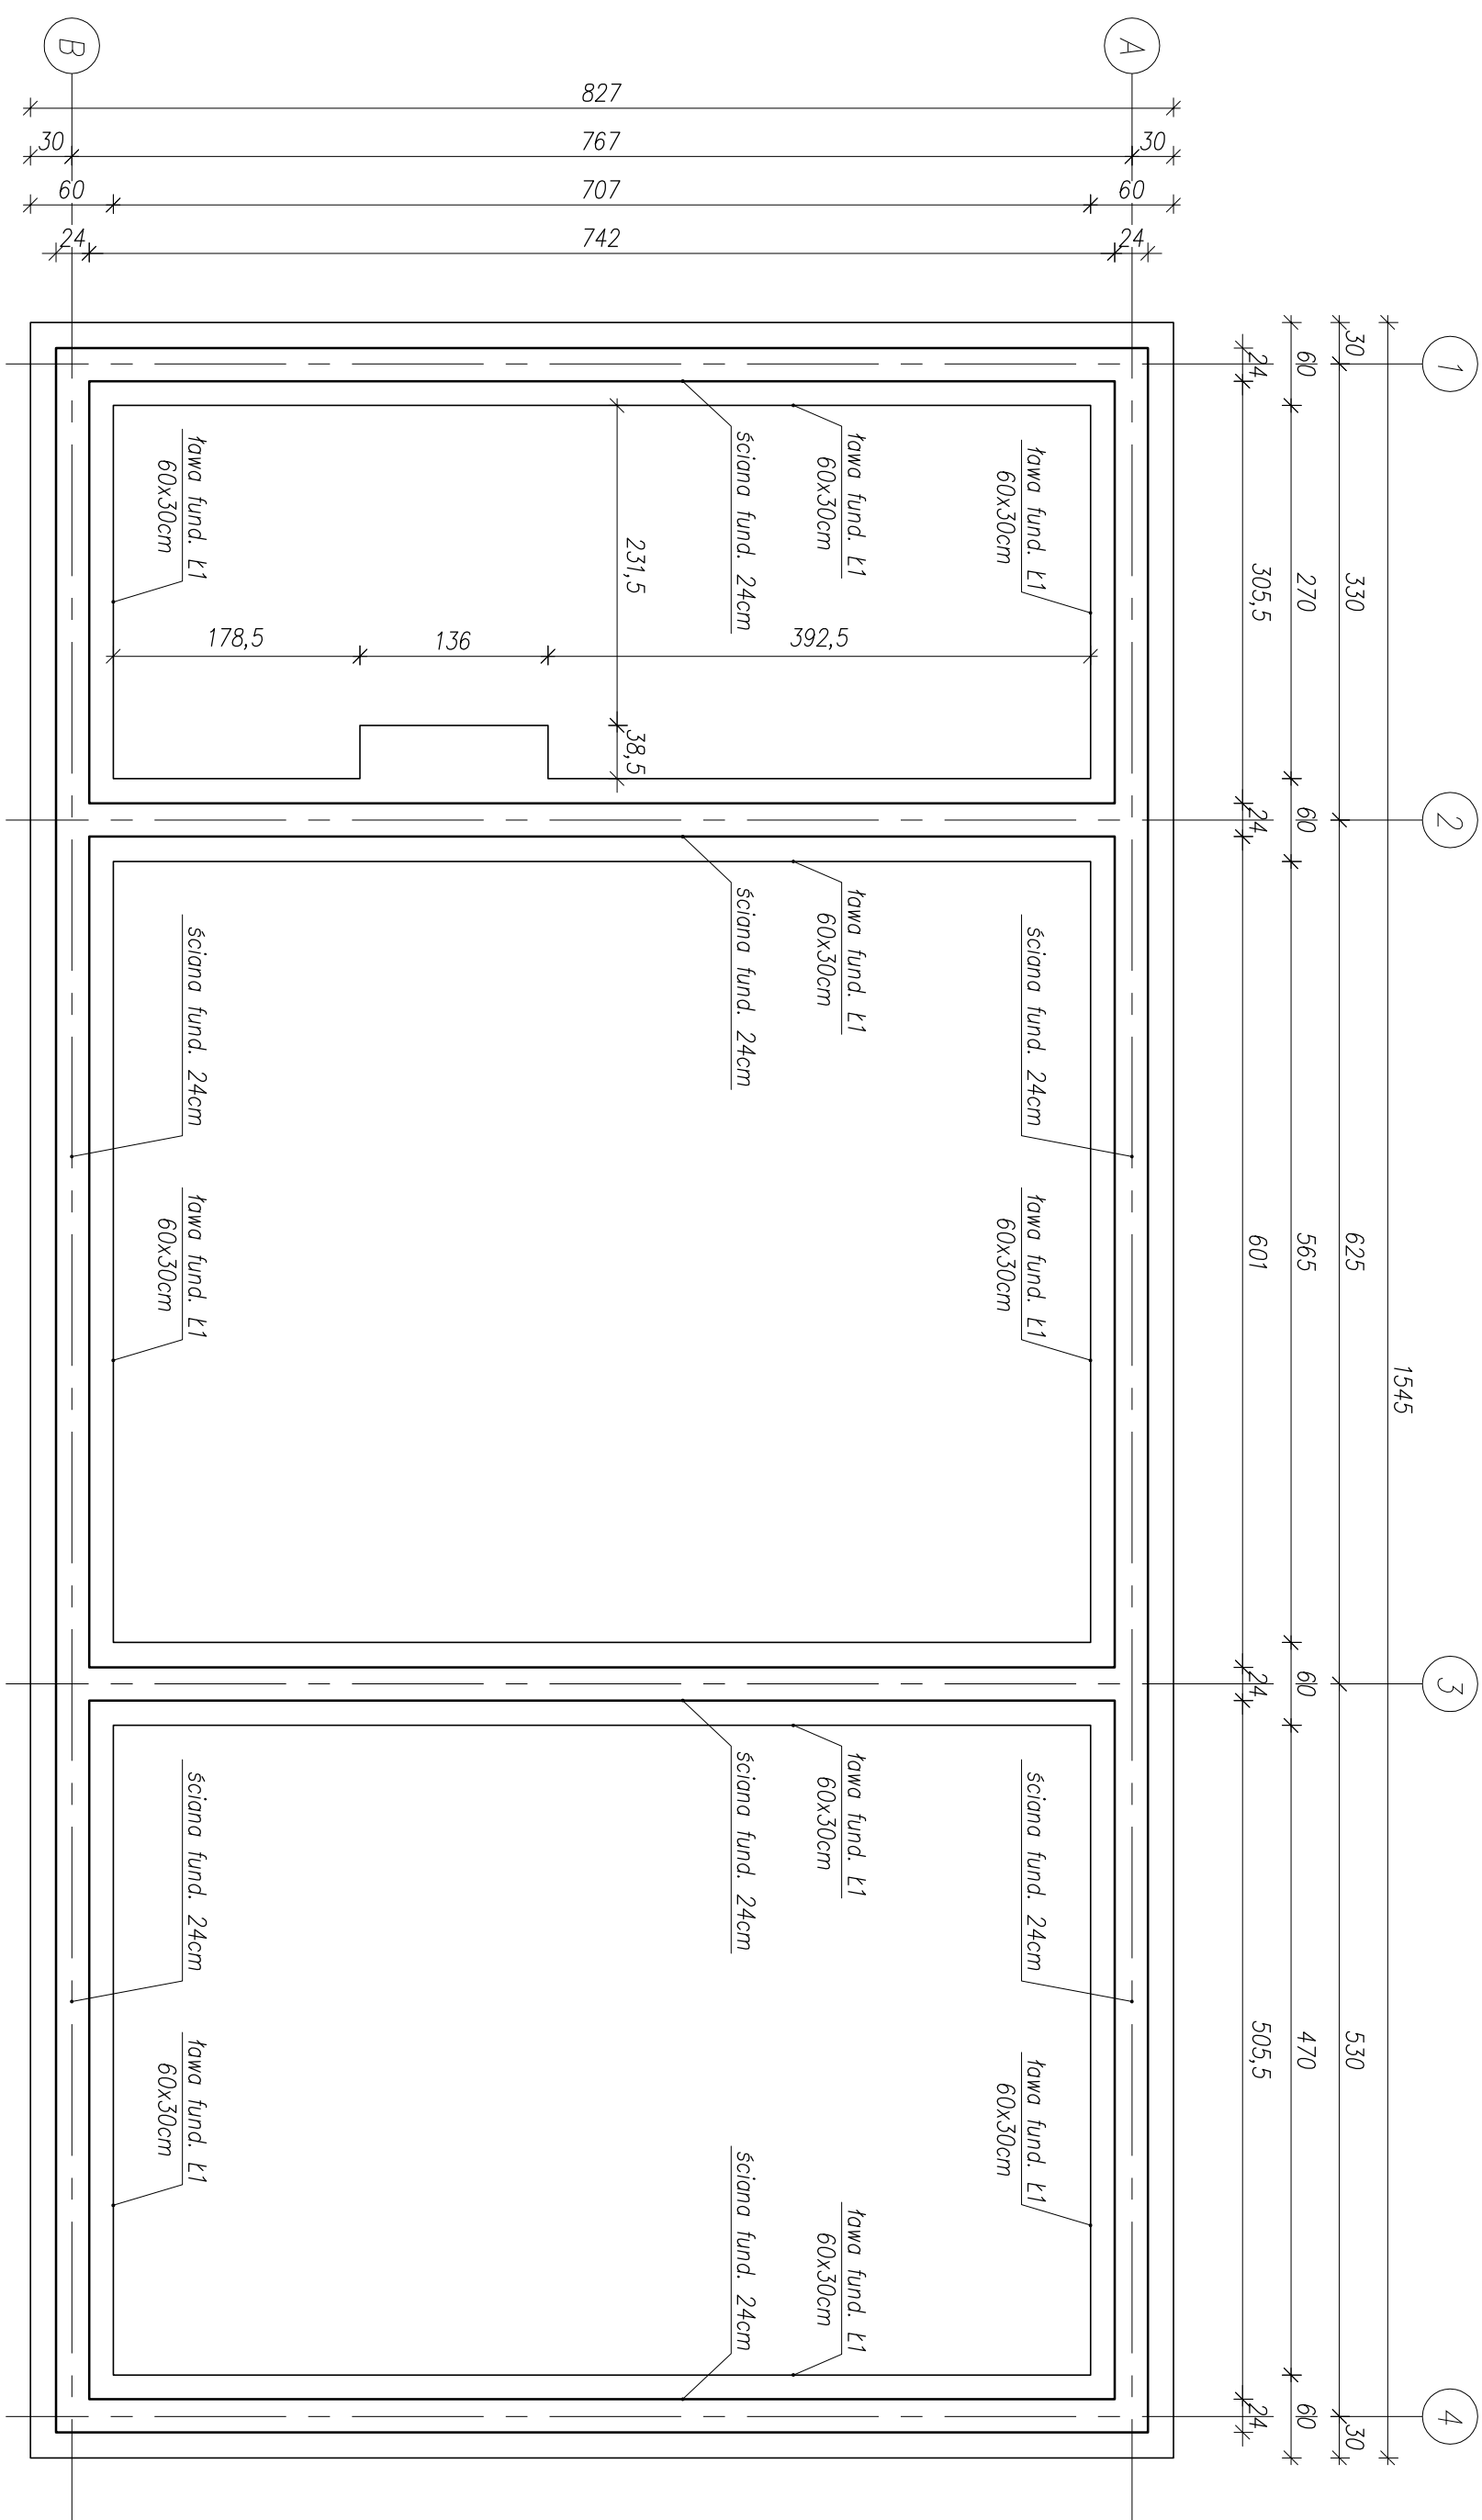 B
A
827
30
767
30
60
707
60
24
742
24
1
2
3
4
1545
30
330
625
530
30
60
270
60
565
60
470
60
24
305,5
24
601
24
505,5
24
ława fund. Ł1
60x30cm
ława fund. Ł1
60x30cm
ściana fund. 24cm
ława fund. Ł1
60x30cm
231,5
38,5
178,5
136
392,5
ściana fund. 24cm
ława fund. Ł1
60x30cm
ława fund. Ł1
60x30cm
ściana fund. 24cm
ściana fund. 24cm
ława fund. Ł1
60x30cm
ściana fund. 24cm
ława fund. Ł1
60x30cm
ława fund. Ł1
60x30cm
ława fund. Ł1
60x30cm
ściana fund. 24cm
ściana fund. 24cm
ściana fund. 24cm
ława fund. Ł1
60x30cm